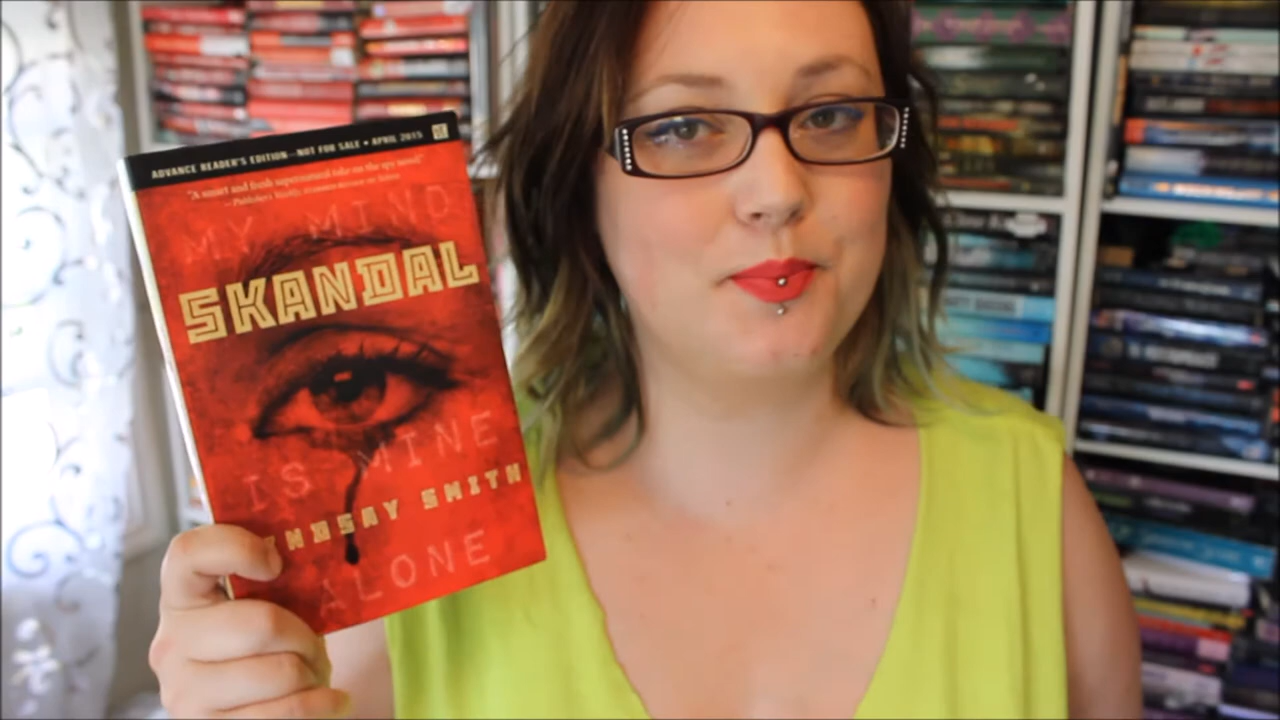 ADVANCE READER'S EDITION—NOT FOR SALE • APRIL 2015
"A smart and fresh supernatural take on the spy novel"
—Publishers Weekly
MY MIND
SKANDAL
IS MINE
NDSAY SMITH
ALONE